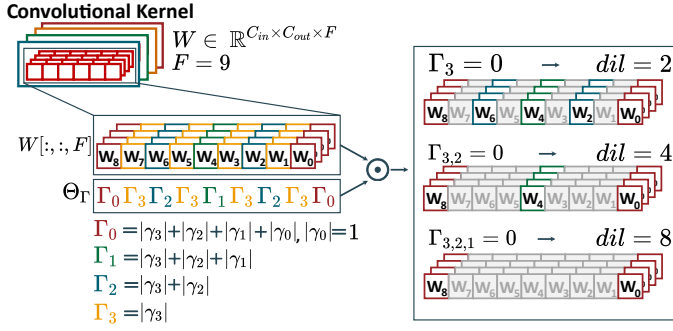 Convolutional Kernel
W ∈ ℝ^{C_{in}×C_{out}×F}
F = 9
W[:,:,F]
W₈ W₇ W₆ W₅ W₄ W₃ W₂ W₁ W₀
Θ_Γ Γ₀ Γ₃ Γ₂ Γ₃ Γ₁ Γ₃ Γ₂ Γ₃ Γ₀
Γ₀ =|γ₃|+|γ₂|+|γ₁|+|γ₀|, |γ₀|=1
Γ₁ =|γ₃|+|γ₂|+|γ₁|
Γ₂ =|γ₃|+|γ₂|
Γ₃ =|γ₃|
⊙
Γ₃ = 0 → dil = 2
W₈ W₇ W₆ W₅ W₄ W₃ W₂ W₁ W₀
Γ₃,₂ = 0 → dil = 4
W₈ W₇ W₆ W₅ W₄ W₃ W₂ W₁ W₀
Γ₃,₂,₁ = 0 → dil = 8
W₈ W₇ W₆ W₅ W₄ W₃ W₂ W₁ W₀